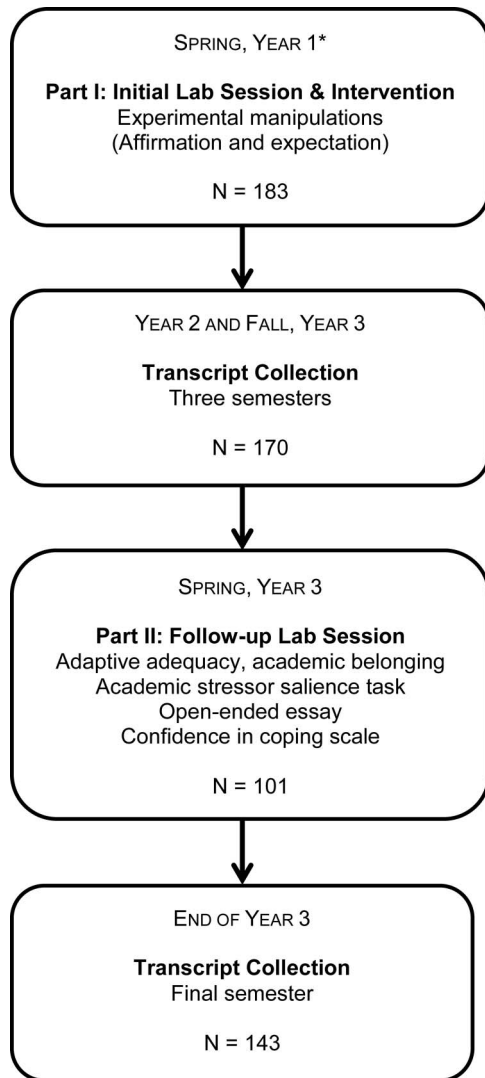 SPRING, YEAR 1*
Part I: Initial Lab Session & Intervention
Experimental manipulations
(Affirmation and expectation)
N = 183
YEAR 2 AND FALL, YEAR 3
Transcript Collection
Three semesters
N = 170
SPRING, YEAR 3
Part II: Follow-up Lab Session
Adaptive adequacy, academic belonging
Academic stressor salience task
Open-ended essay
Confidence in coping scale
N = 101
END OF YEAR 3
Transcript Collection
Final semester
N = 143